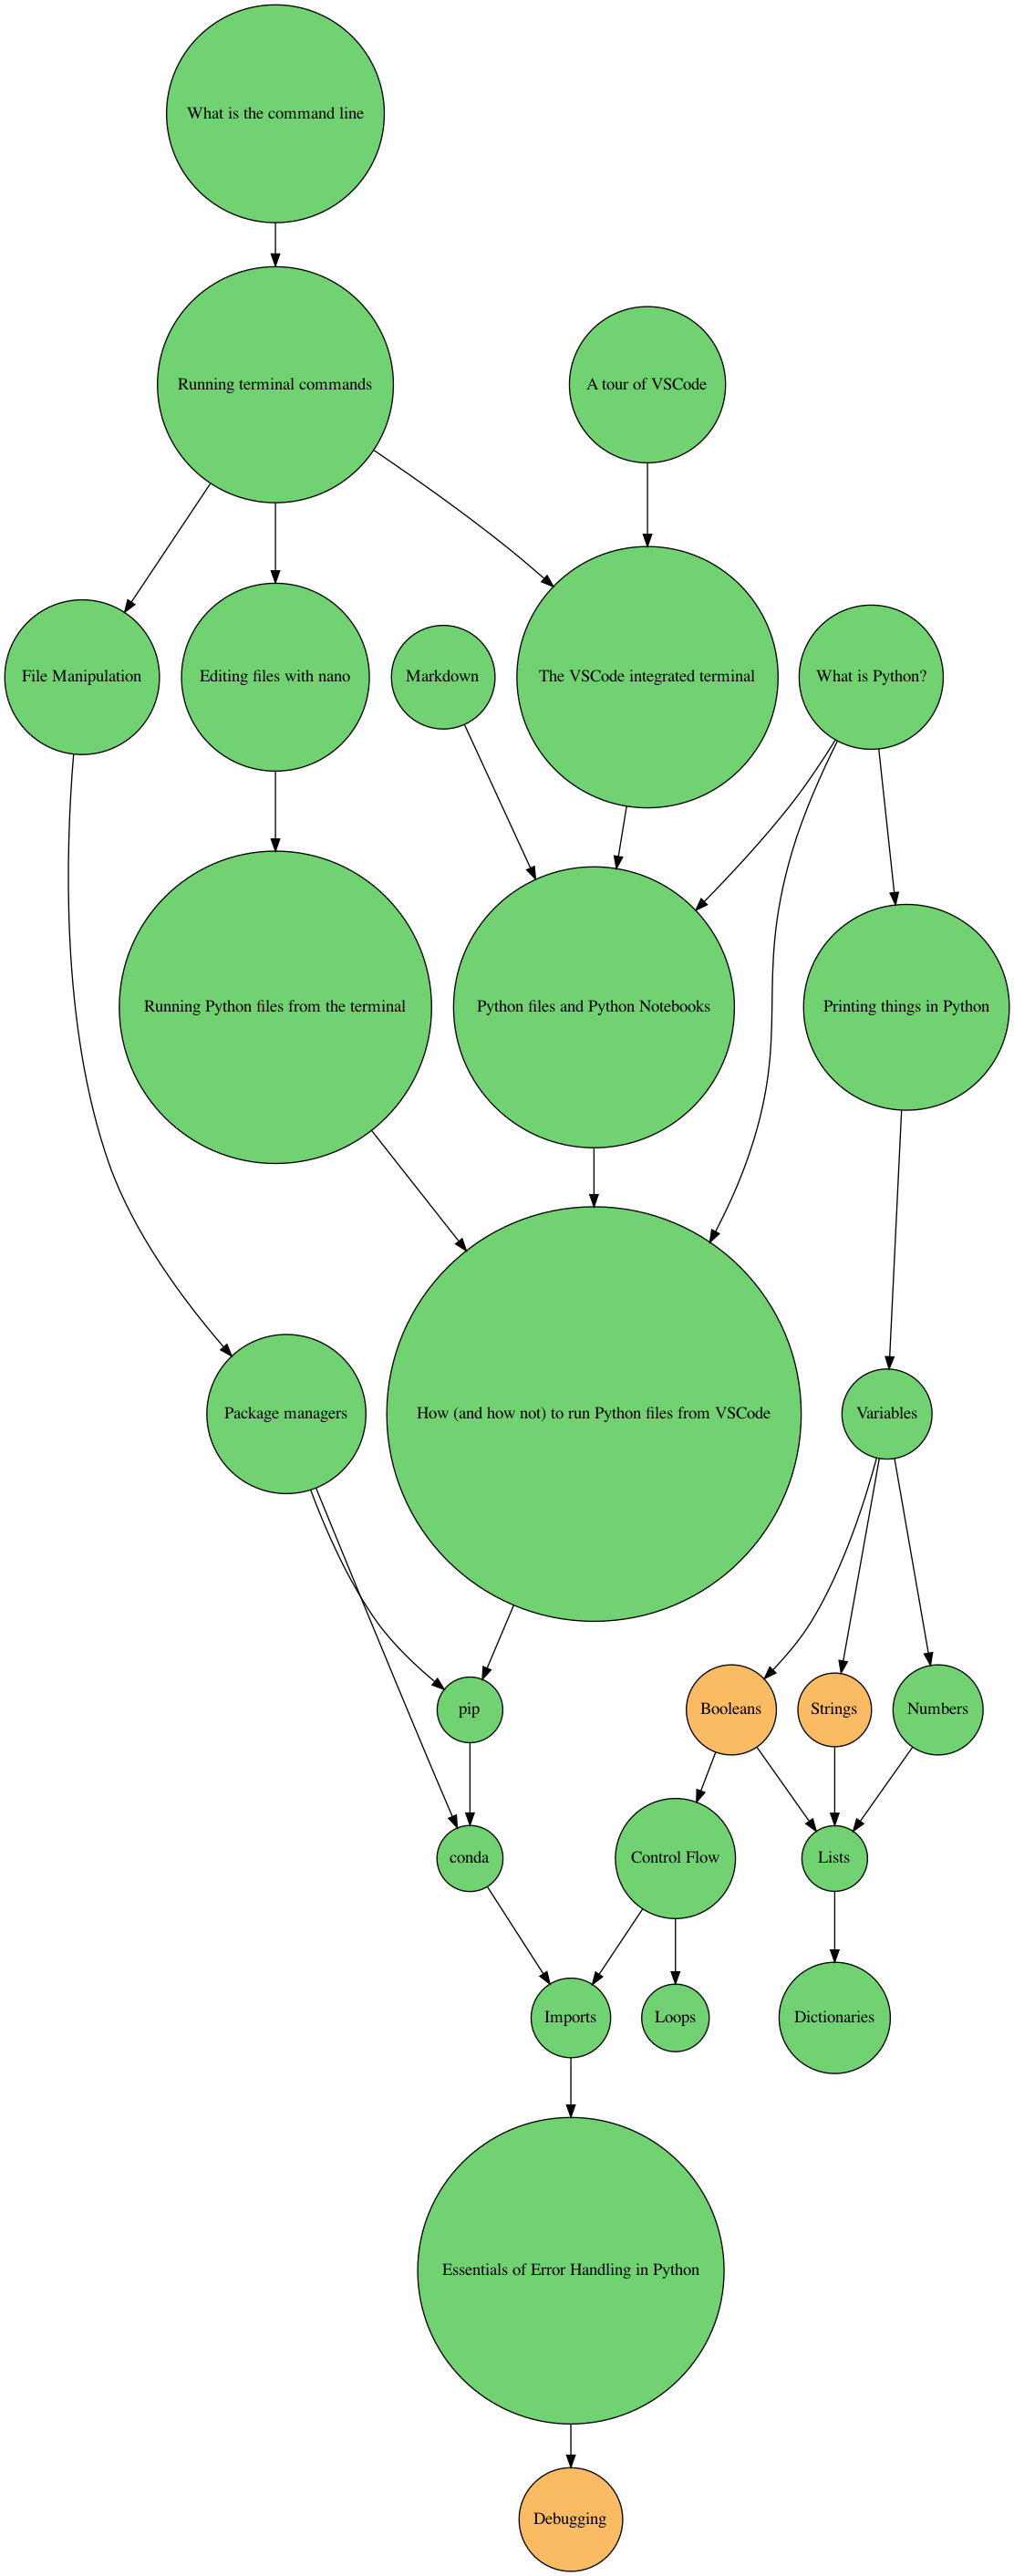 What is the command line
Running terminal commands
A tour of VSCode
File Manipulation
Editing files with nano
Markdown
The VSCode integrated terminal
What is Python?
Running Python files from the terminal
Python files and Python Notebooks
Printing things in Python
Package managers
How (and how not) to run Python files from VSCode
Variables
pip
Booleans
Strings
Numbers
conda
Control Flow
Lists
Imports
Loops
Dictionaries
Essentials of Error Handling in Python
Debugging